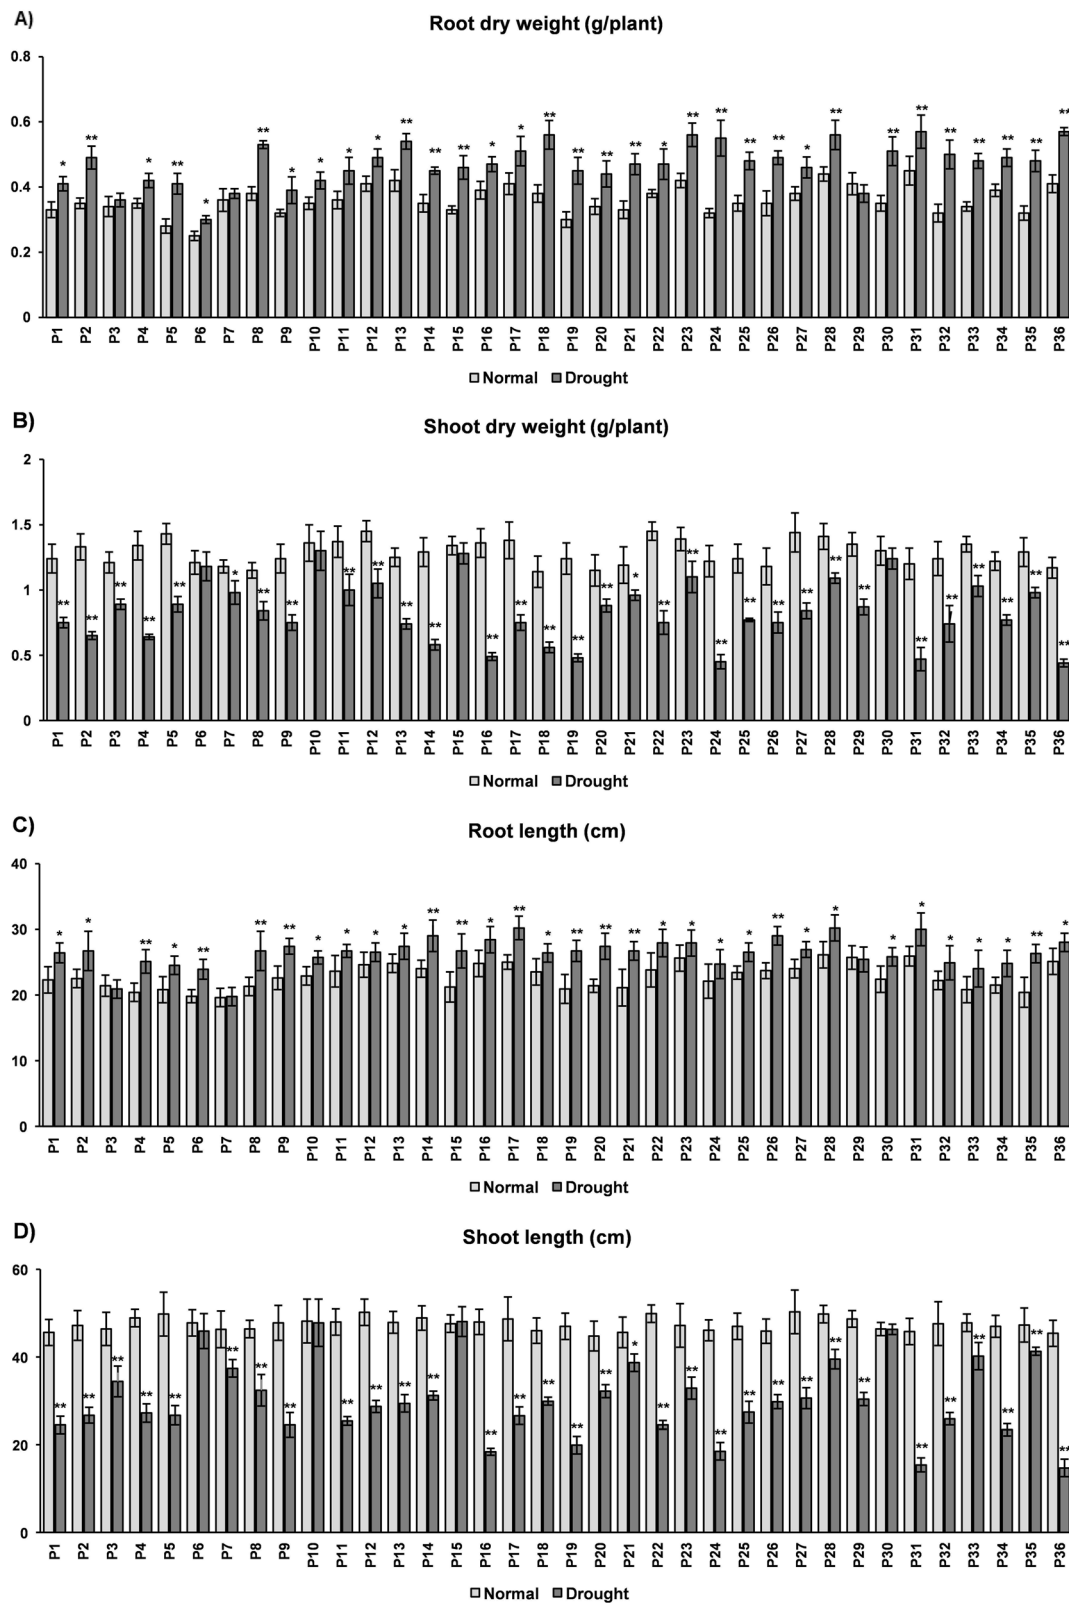 A)
Root dry weight (g/plant)
0.8
0.6
0.4
0.2
0
* ** * ** * ** * * * * ** ** ** * * ** ** ** ** * ** ** ** ** * ** ** ** ** ** ** ** **
P1 P2 P3 P4 P5 P6 P7 P8 P9 P10 P11 P12 P13 P14 P15 P16 P17 P18 P19 P20 P21 P22 P23 P24 P25 P26 P27 P28 P29 P30 P31 P32 P33 P34 P35 P36
Normal Drought
B)
Shoot dry weight (g/plant)
2
1.5
1
0.5
0
** ** ** ** ** * ** ** ** ** ** ** ** ** ** ** ** * ** ** ** ** ** ** ** ** ** ** ** ** ** **
P1 P2 P3 P4 P5 P6 P7 P8 P9 P10 P11 P12 P13 P14 P15 P16 P17 P18 P19 P20 P21 P22 P23 P24 P25 P26 P27 P28 P29 P30 P31 P32 P33 P34 P35 P36
Normal Drought
C)
Root length (cm)
40
30
20
10
0
* * ** * ** ** ** * * * * ** ** * ** * ** ** ** * * * * ** * * * * * * * ** *
P1 P2 P3 P4 P5 P6 P7 P8 P9 P10 P11 P12 P13 P14 P15 P16 P17 P18 P19 P20 P21 P22 P23 P24 P25 P26 P27 P28 P29 P30 P31 P32 P33 P34 P35 P36
Normal Drought
D)
Shoot length (cm)
60
40
20
0
** ** ** ** ** ** ** ** ** ** ** ** ** ** ** ** ** * ** ** ** ** ** ** ** ** ** ** ** ** ** **
P1 P2 P3 P4 P5 P6 P7 P8 P9 P10 P11 P12 P13 P14 P15 P16 P17 P18 P19 P20 P21 P22 P23 P24 P25 P26 P27 P28 P29 P30 P31 P32 P33 P34 P35 P36
Normal Drought